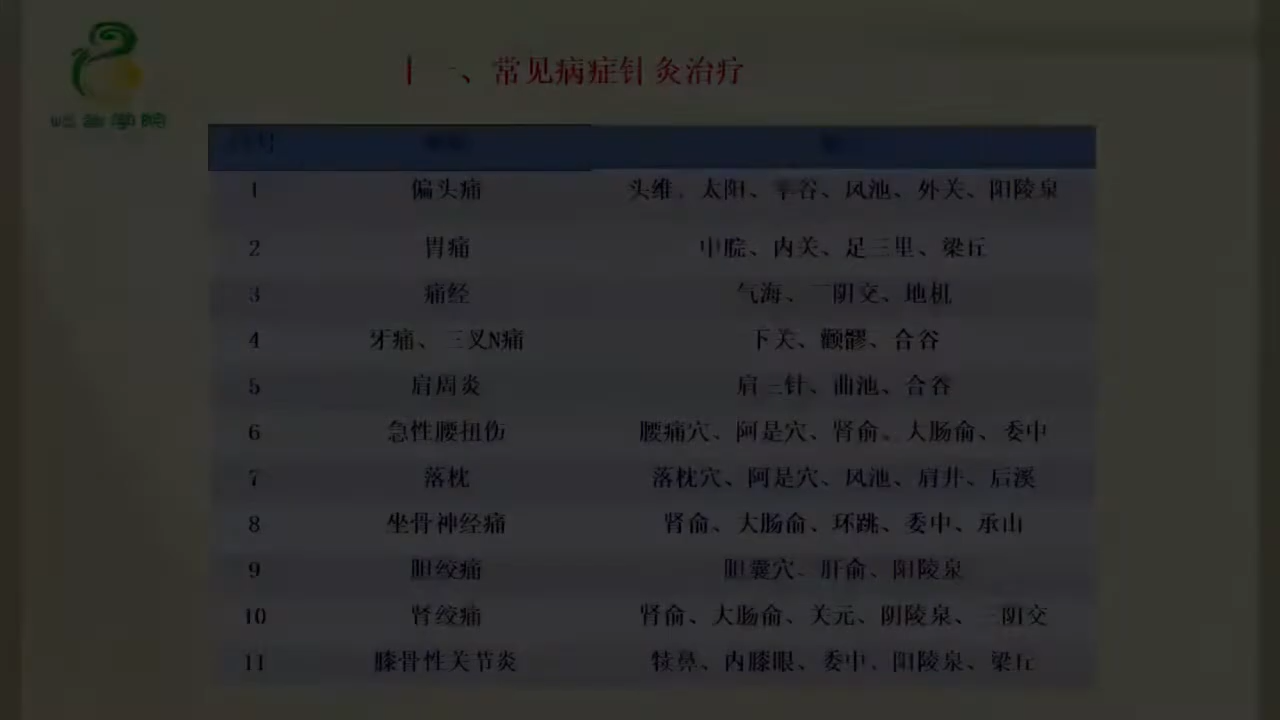 十一、常见病症针灸治疗
1 偏头痛 头维、太阳、率谷、风池、外关、阳陵泉
2 胃痛 中脘、内关、足三里、梁丘
3 痛经 气海、三阴交、地机
4 牙痛、三叉N痛 下关、颧髎、合谷
5 肩周炎 肩三针、曲池、合谷
6 急性腰扭伤 腰痛穴、阿是穴、肾俞、大肠俞、委中
7 落枕 落枕穴、阿是穴、风池、肩井、后溪
8 坐骨神经痛 肾俞、大肠俞、环跳、委中、承山
9 胆绞痛 胆囊穴、肝俞、阳陵泉
10 肾绞痛 肾俞、大肠俞、关元、阴陵泉、三阴交
11 膝骨性关节炎 犊鼻、内膝眼、委中、阳陵泉、梁丘